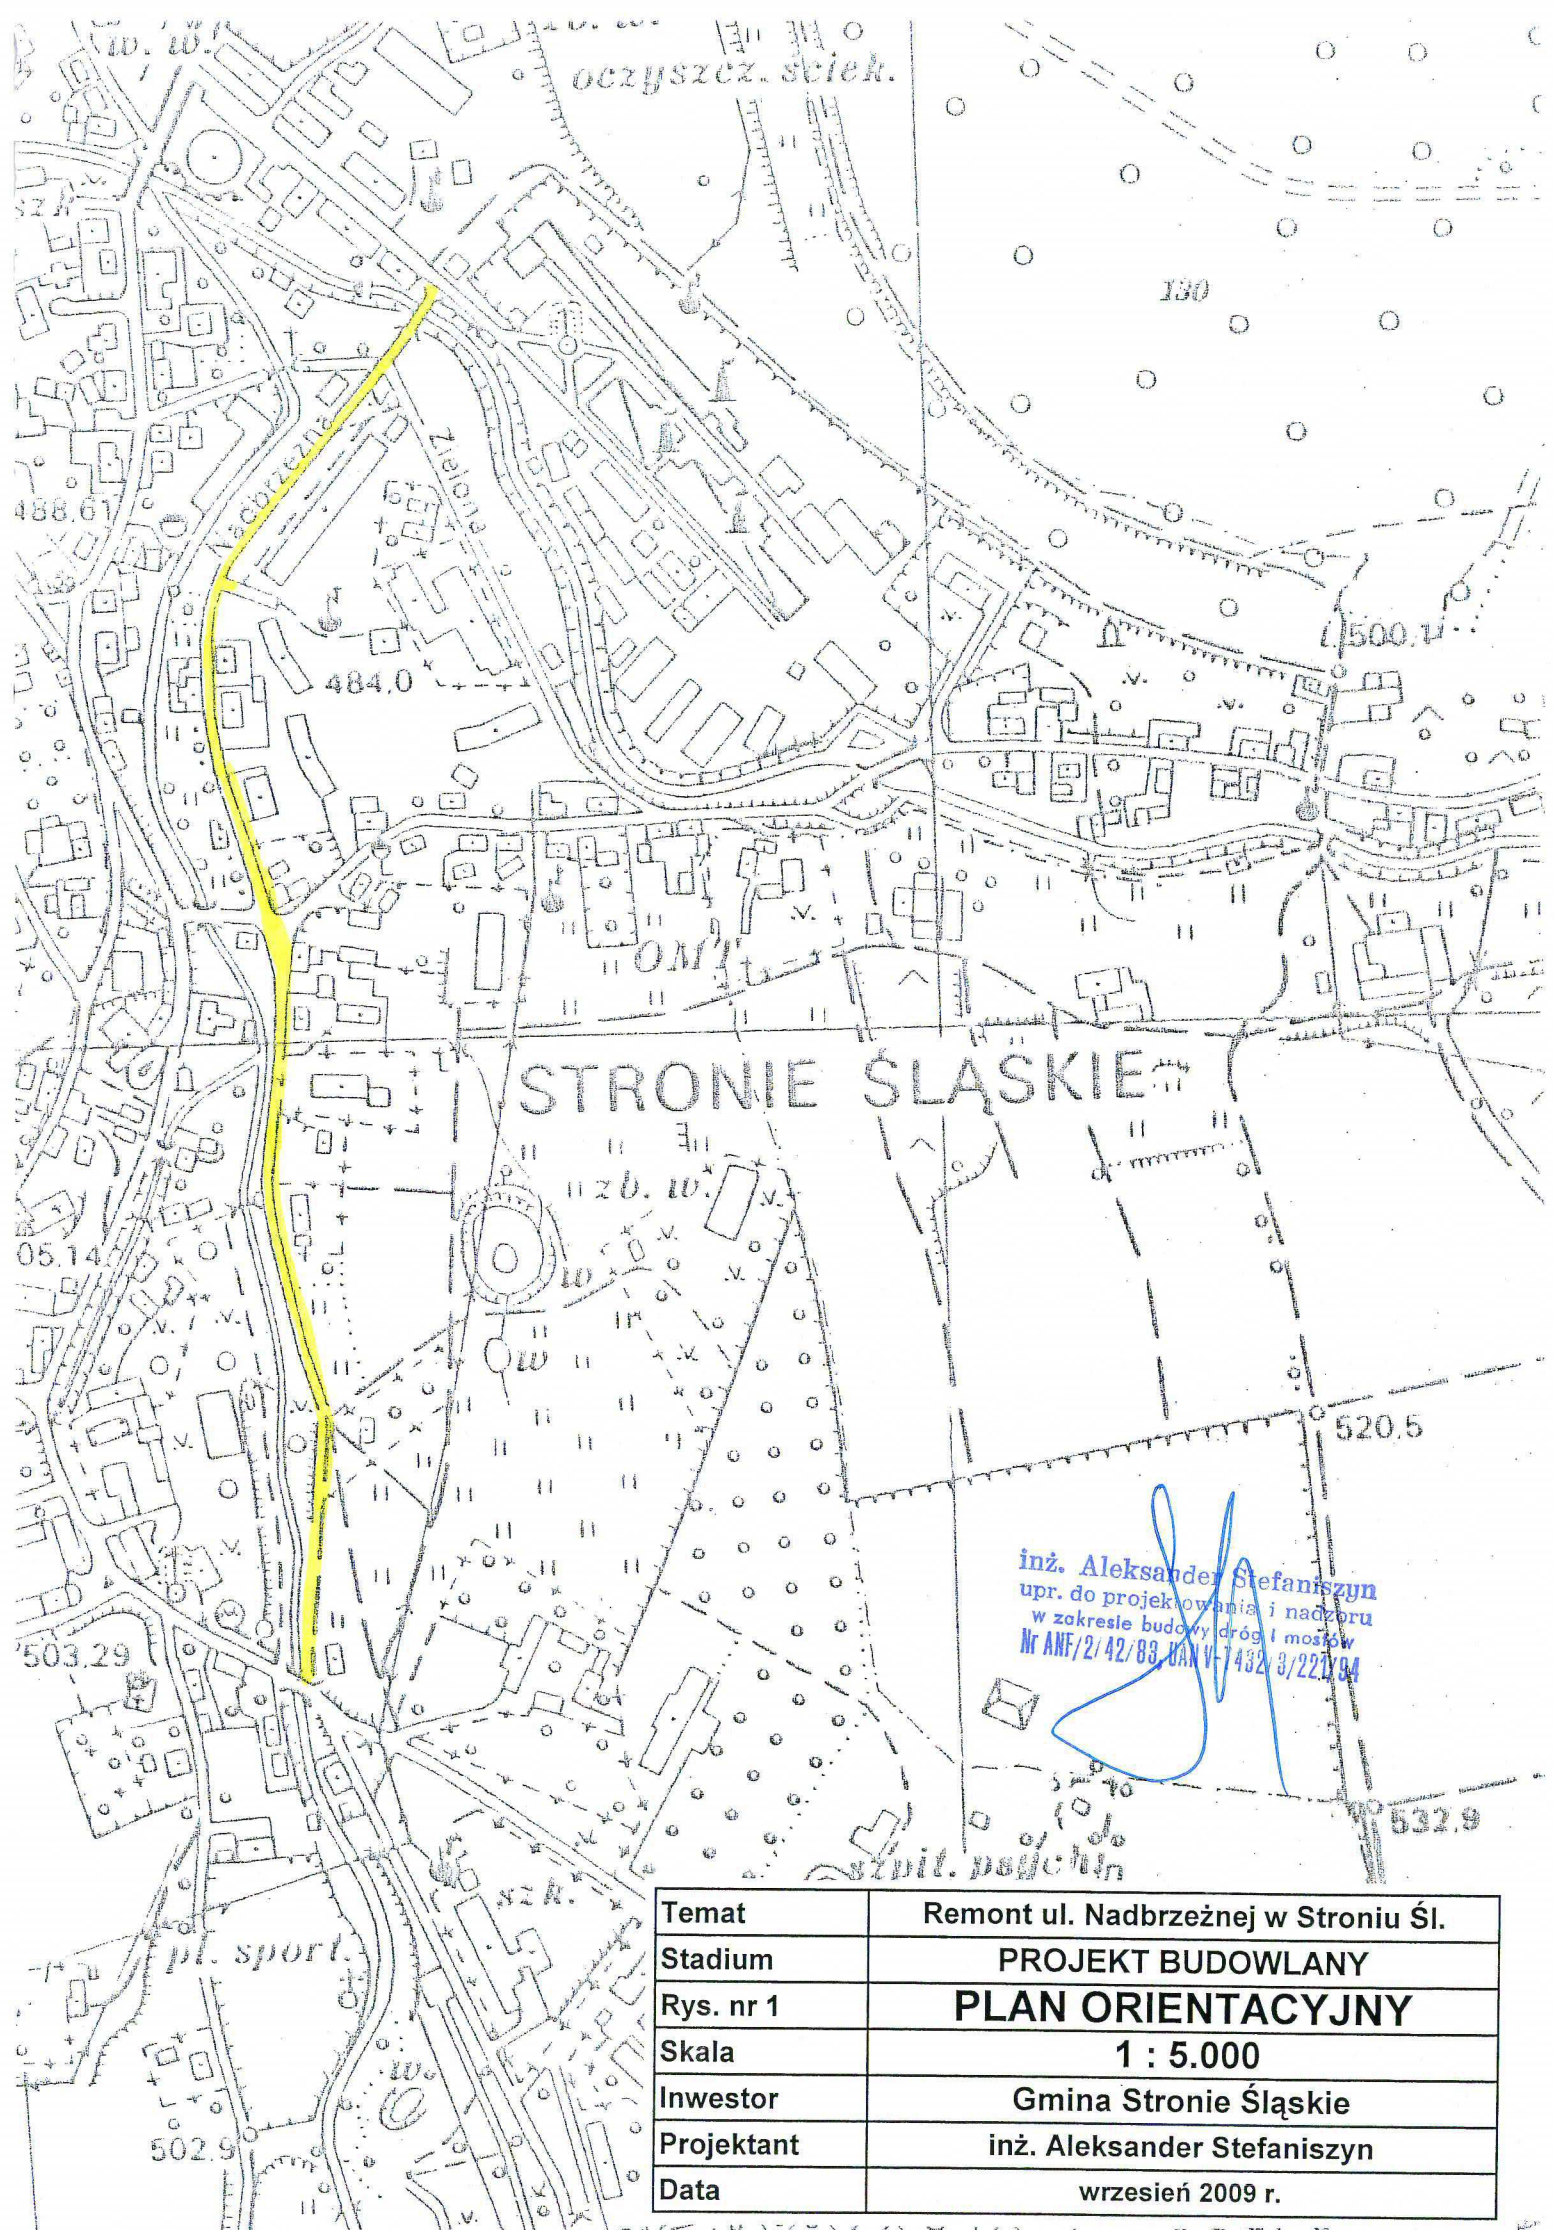 w. w.
zb. w.
oczyszcz. ściek.
szk
130
Nadbrzeżna
Zielona
488.61
484.0
500.1
OMT
STRONIE ŚLĄSKIE
zb. w.
w
w
05.14
520.5
inż. Aleksander Stefaniszyn
upr. do projektowania i nadzoru
w zakresie budowy dróg i mostów
Nr ANF/2/42/83, UAN V-7432/3/221/94
503.29
532.9
szpit. psychin
szk.
pl. sport.
w.
502.9
Temat Remont ul. Nadbrzeżnej w Stroniu Śl.
Stadium PROJEKT BUDOWLANY
Rys. nr 1 PLAN ORIENTACYJNY
Skala 1 : 5.000
Inwestor Gmina Stronie Śląskie
Projektant inż. Aleksander Stefaniszyn
Data wrzesień 2009 r.